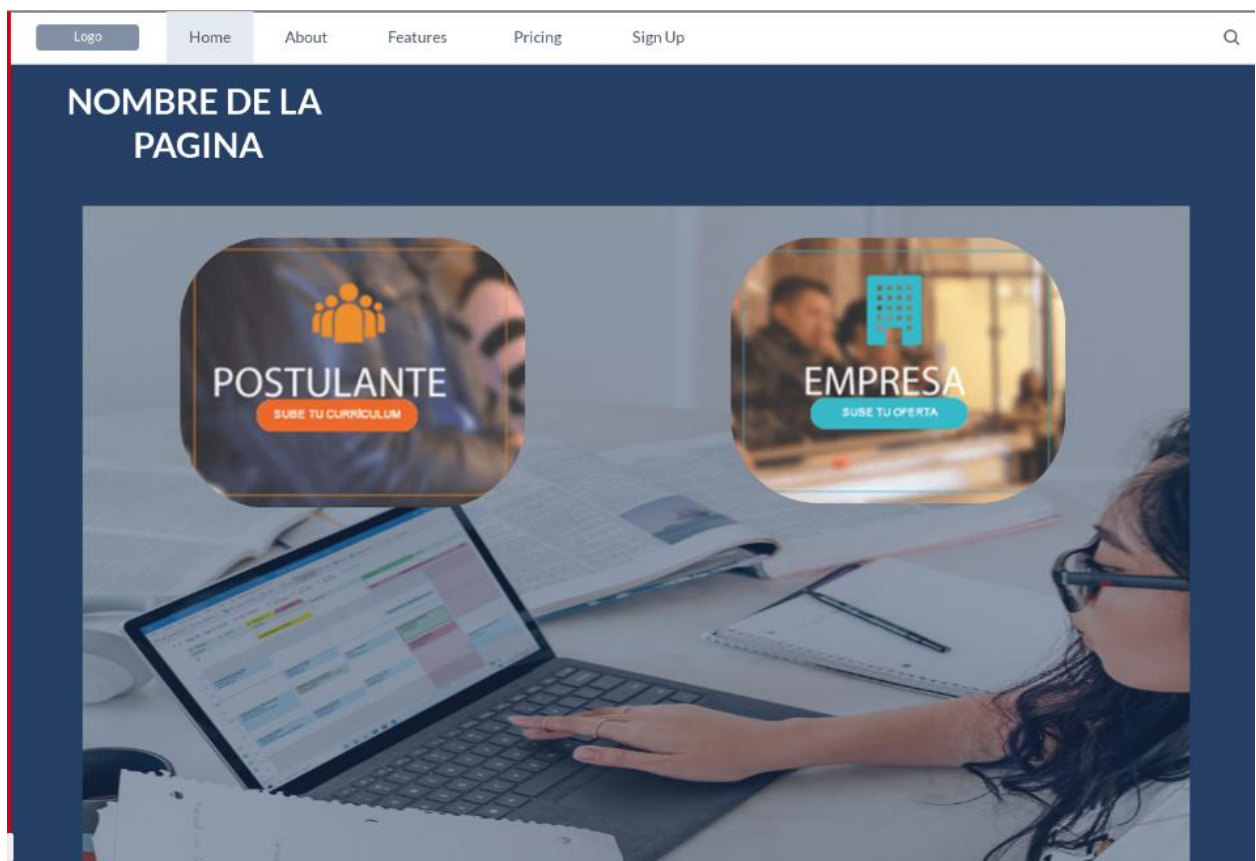 Logo
Home
About
Features
Pricing
Sign Up
NOMBRE DE LA
PAGINA
POSTULANTE
SUBE TU CURRÍCULUM
EMPRESA
SUBE TU OFERTA